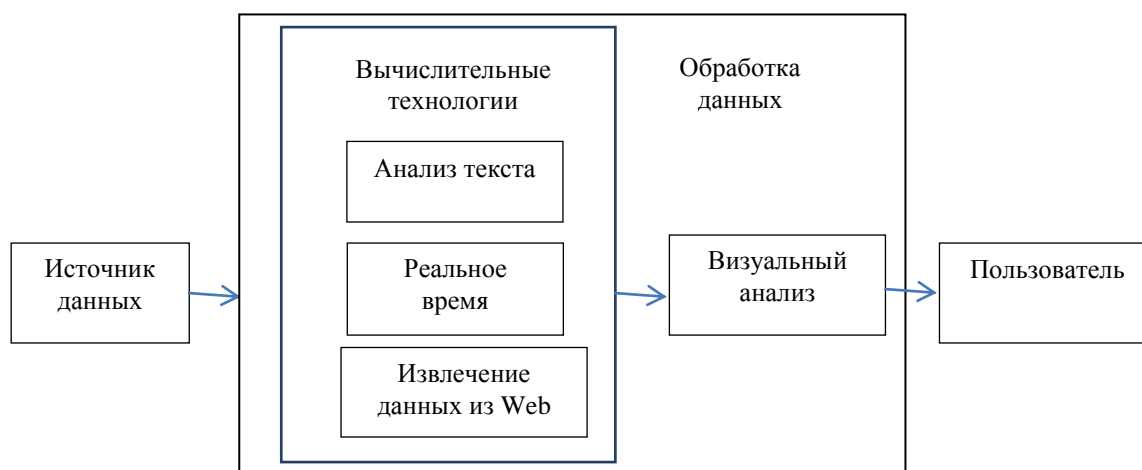 Вычислительные
технологии
Обработка
данных
Анализ текста
Источник
данных
Реальное
время
Визуальный
анализ
Пользователь
Извлечение
данных из Web